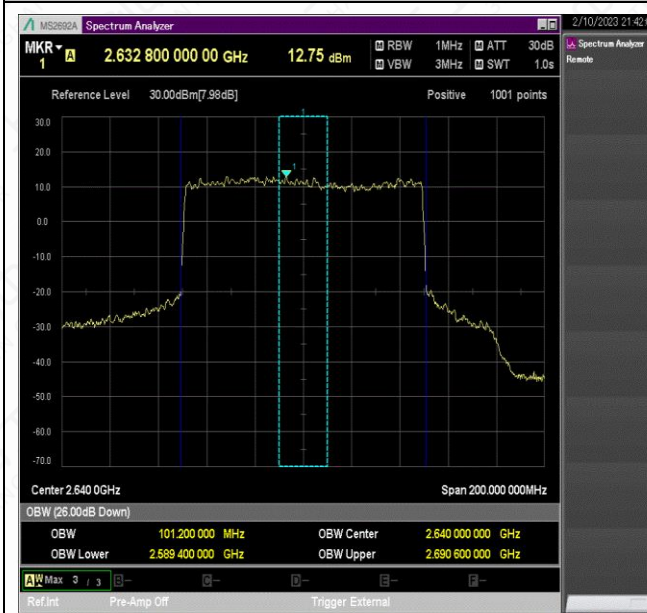 MS2692A Spectrum Analyzer
2/10/2023 21:42:
MKR 1 A 2.632 800 000 00 GHz 12.75 dBm M RBW 1MHz M ATT 30dB
M VBW 3MHz M SWT 1.0s
Spectrum Analyzer
Remote
Reference Level 30.00dBm[7.98dB] Positive 1001 points
30.0
20.0
1
10.0
0.0
-10.0
-20.0
-30.0
-40.0
-50.0
-60.0
-70.0
Center 2.640 0GHz Span 200.000 000MHz
OBW (26.00dB Down)
OBW 101.200 000 MHz OBW Center 2.640 000 000 GHz
OBW Lower 2.589 400 000 GHz OBW Upper 2.690 600 000 GHz
A W Max 3 / 3 B- C- D- E- F-
Ref.Int Pre-Amp Off Trigger External